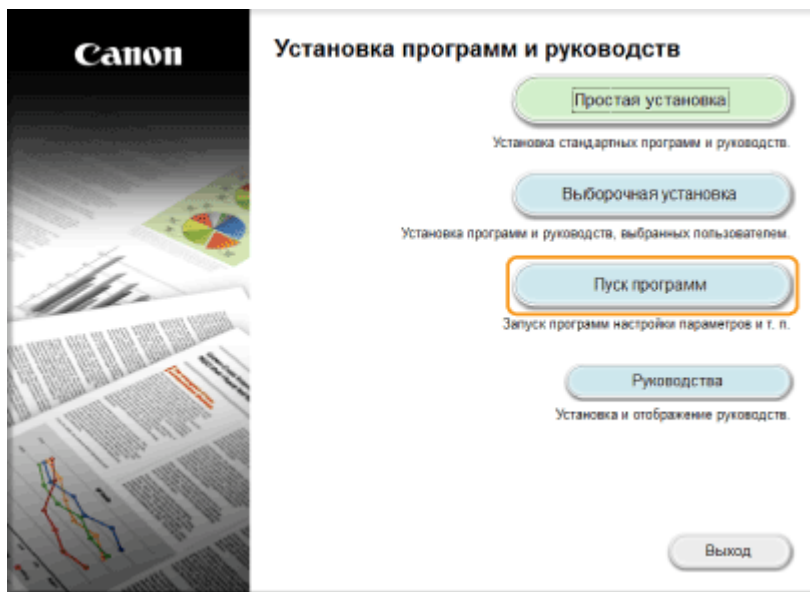 Canon
Установка программ и руководств
Простая установка
Установка стандартных программ и руководств.
Выборочная установка
Установка программ и руководств, выбранных пользователем.
Пуск программ
Запуск программ настройки параметров и т. п.
Руководства
Установка и отображение руководств.
Выход